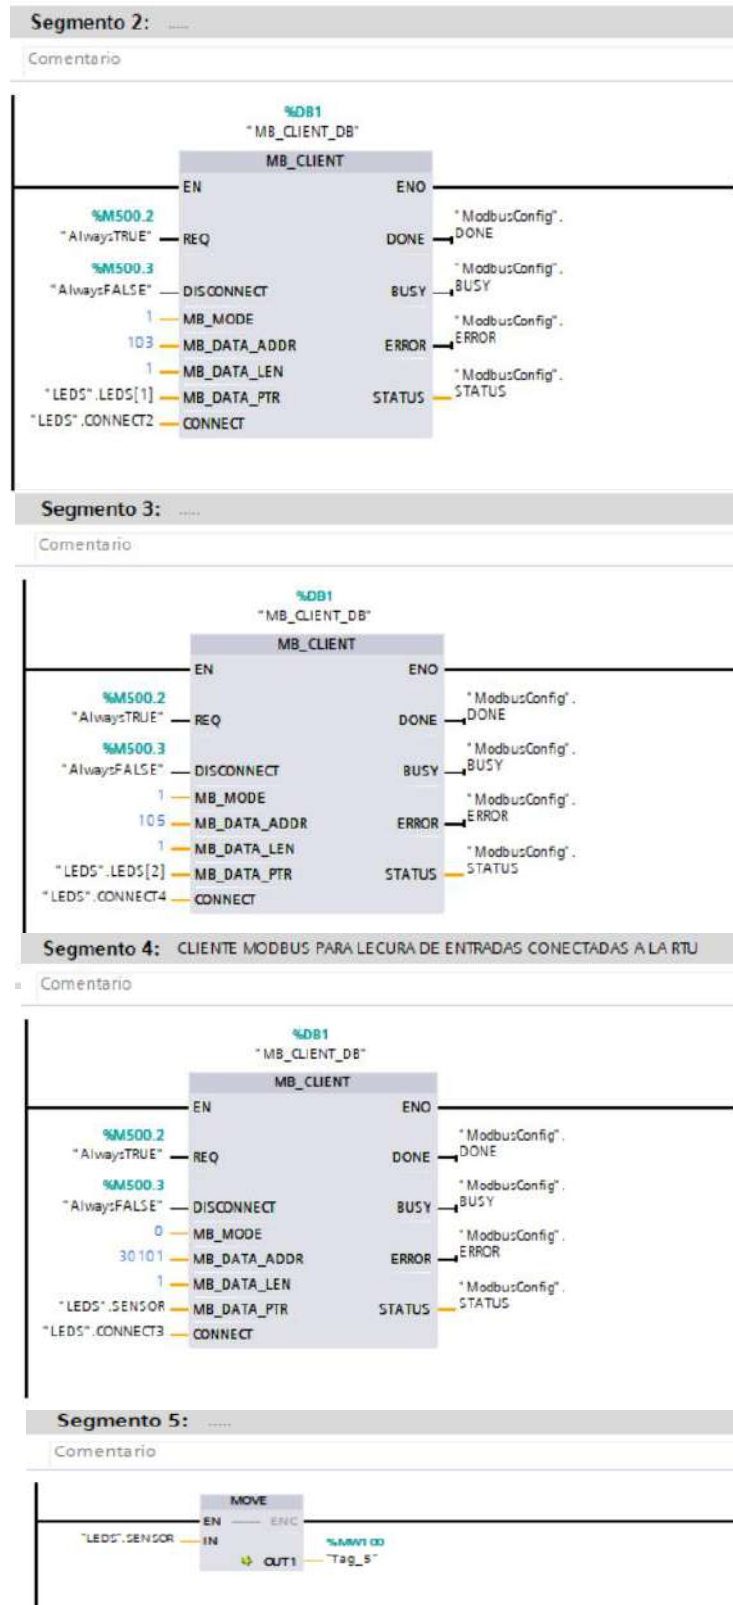 Segmento 2: .....
Comentario
%DB1
"MB_CLIENT_DB"
MB_CLIENT
EN ENO
%M500.2
"AlwaysTRUE" REQ DONE "ModbusConfig".DONE
%M500.3
"AlwaysFALSE" DISCONNECT BUSY "ModbusConfig".BUSY
1 MB_MODE
103 MB_DATA_ADDR ERROR "ModbusConfig".ERROR
1 MB_DATA_LEN
"LEDS".LEDS[1] MB_DATA_PTR STATUS "ModbusConfig".STATUS
"LEDS".CONNECT2 CONNECT
Segmento 3: .....
Comentario
%DB1
"MB_CLIENT_DB"
MB_CLIENT
EN ENO
%M500.2
"AlwaysTRUE" REQ DONE "ModbusConfig".DONE
%M500.3
"AlwaysFALSE" DISCONNECT BUSY "ModbusConfig".BUSY
1 MB_MODE
105 MB_DATA_ADDR ERROR "ModbusConfig".ERROR
1 MB_DATA_LEN
"LEDS".LEDS[2] MB_DATA_PTR STATUS "ModbusConfig".STATUS
"LEDS".CONNECT4 CONNECT
Segmento 4: CLIENTE MODBUS PARA LECURA DE ENTRADAS CONECTADAS A LA RTU
Comentario
%DB1
"MB_CLIENT_DB"
MB_CLIENT
EN ENO
%M500.2
"AlwaysTRUE" REQ DONE "ModbusConfig".DONE
%M500.3
"AlwaysFALSE" DISCONNECT BUSY "ModbusConfig".BUSY
0 MB_MODE
30101 MB_DATA_ADDR ERROR "ModbusConfig".ERROR
1 MB_DATA_LEN
"LEDS".SENSOR MB_DATA_PTR STATUS "ModbusConfig".STATUS
"LEDS".CONNECT3 CONNECT
Segmento 5: .....
Comentario
MOVE
EN ENO
"LEDS".SENSOR IN %MW100
OUT1 "Tag_5"